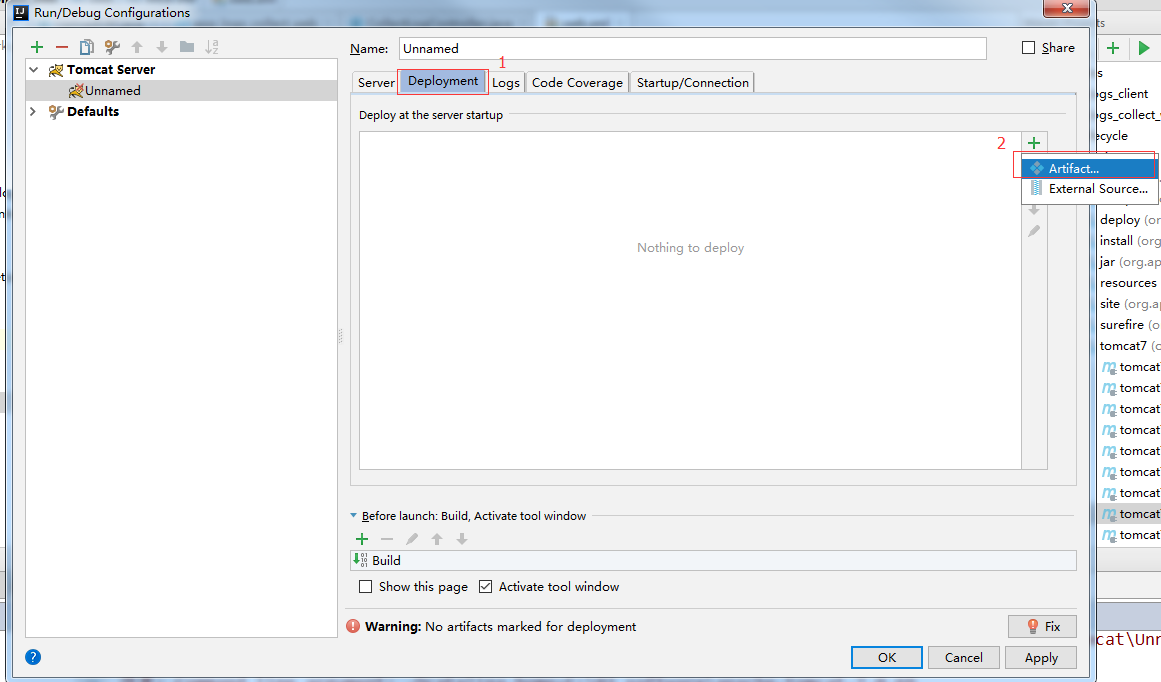 Run/Debug Configurations
Name: Unnamed
Share
Tomcat Server
Unnamed
Defaults
1
Server
Deployment
Logs
Code Coverage
Startup/Connection
Deploy at the server startup
2
Artifact...
External Source...
Nothing to deploy
Before launch: Build, Activate tool window
Build
Show this page
Activate tool window
Warning: No artifacts marked for deployment
Fix
OK
Cancel
Apply
ogs_client
ogs_collect_
ecycle
deploy (or
install (org
jar (org.ap
resources
site (org.a
surefire (o
tomcat7 (o
tomcat
tomcat
tomcat
tomcat
tomcat
tomcat
tomcat
tomcat
tomcat
cat\Unn